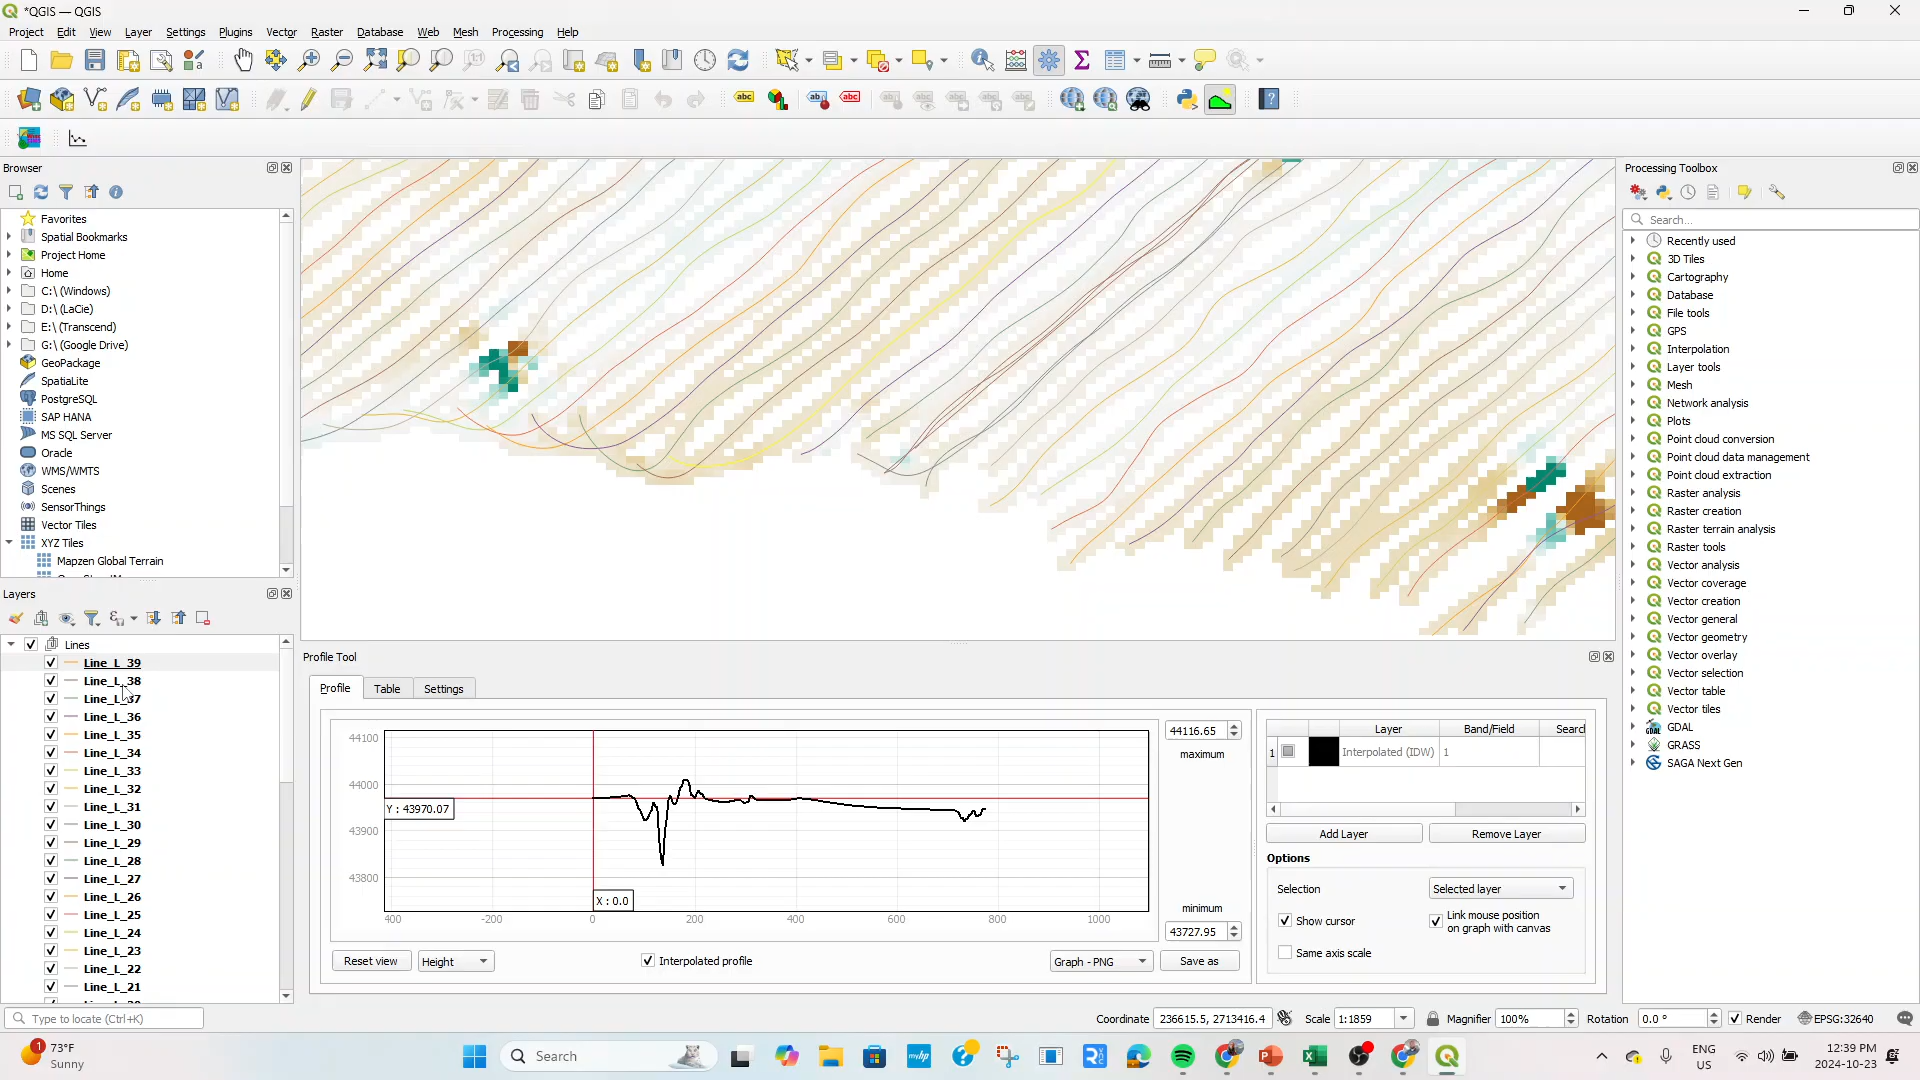 *QGIS — QGIS
Project Edit View Layer Settings Plugins Vector Raster Database Web Mesh Processing Help
Browser
Favorites
Spatial Bookmarks
Project Home
Home
C:\ (Windows)
D:\ (LaCie)
E:\ (Transcend)
G:\ (Google Drive)
GeoPackage
SpatiaLite
PostgreSQL
SAP HANA
MS SQL Server
Oracle
WMS/WMTS
Scenes
SensorThings
Vector Tiles
XYZ Tiles
Mapzen Global Terrain
Layers
Lines
Line_L_39
Line_L_38
Line_L_37
Line_L_36
Line_L_35
Line_L_34
Line_L_33
Line_L_32
Line_L_31
Line_L_30
Line_L_29
Line_L_28
Line_L_27
Line_L_26
Line_L_25
Line_L_24
Line_L_23
Line_L_22
Line_L_21
Profile Tool
Profile Table Settings
44100
44000
43900
43800
Y : 43970.07
X : 0.0
400 -200 0 200 400 600 800 1000
44116.65
maximum
minimum
43727.95
Reset view Height Interpolated profile Graph - PNG Save as
Layer Band/Field Search
1 Interpolated (IDW) 1
Add Layer Remove Layer
Options
Selection Selected layer
Show cursor
Link mouse position
on graph with canvas
Same axis scale
Processing Toolbox
Search...
Recently used
3D Tiles
Cartography
Database
File tools
GPS
Interpolation
Layer tools
Mesh
Network analysis
Plots
Point cloud conversion
Point cloud data management
Point cloud extraction
Raster analysis
Raster creation
Raster terrain analysis
Raster tools
Vector analysis
Vector coverage
Vector creation
Vector general
Vector geometry
Vector overlay
Vector selection
Vector table
Vector tiles
GDAL
GRASS
SAGA Next Gen
Type to locate (Ctrl+K)
Coordinate 236615.5, 2713416.4 Scale 1:1859 Magnifier 100% Rotation 0.0 ° Render EPSG:32640
1
73°F
Sunny
Search
ENG
US
12:39 PM
2024-10-23